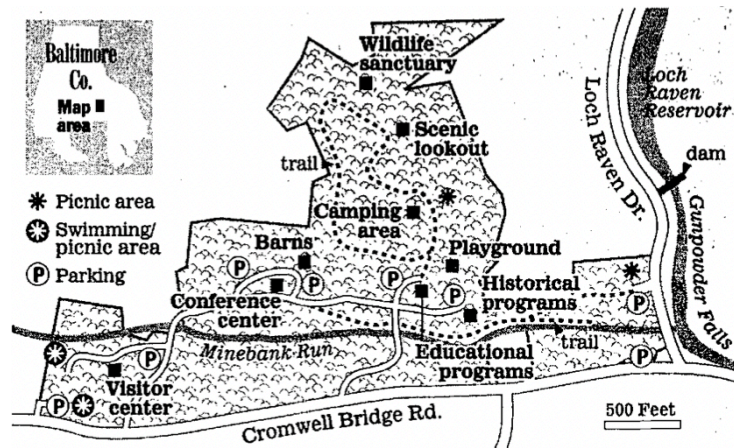 Baltimore
Co.
Map
area
Picnic area
Swimming/
picnic area
P Parking
Wildlife
sanctuary
Scenic
lookout
trail
Camping
area
Barns
Playground
P
P
P
P
Conference
center
Historical
programs
P
Minebank Run
Educational
programs
trail
P
Visitor
center
P
P
Cromwell Bridge Rd.
500 Feet
Loch Raven Dr.
Loch
Raven
Reservoir
dam
Gunpowder Falls